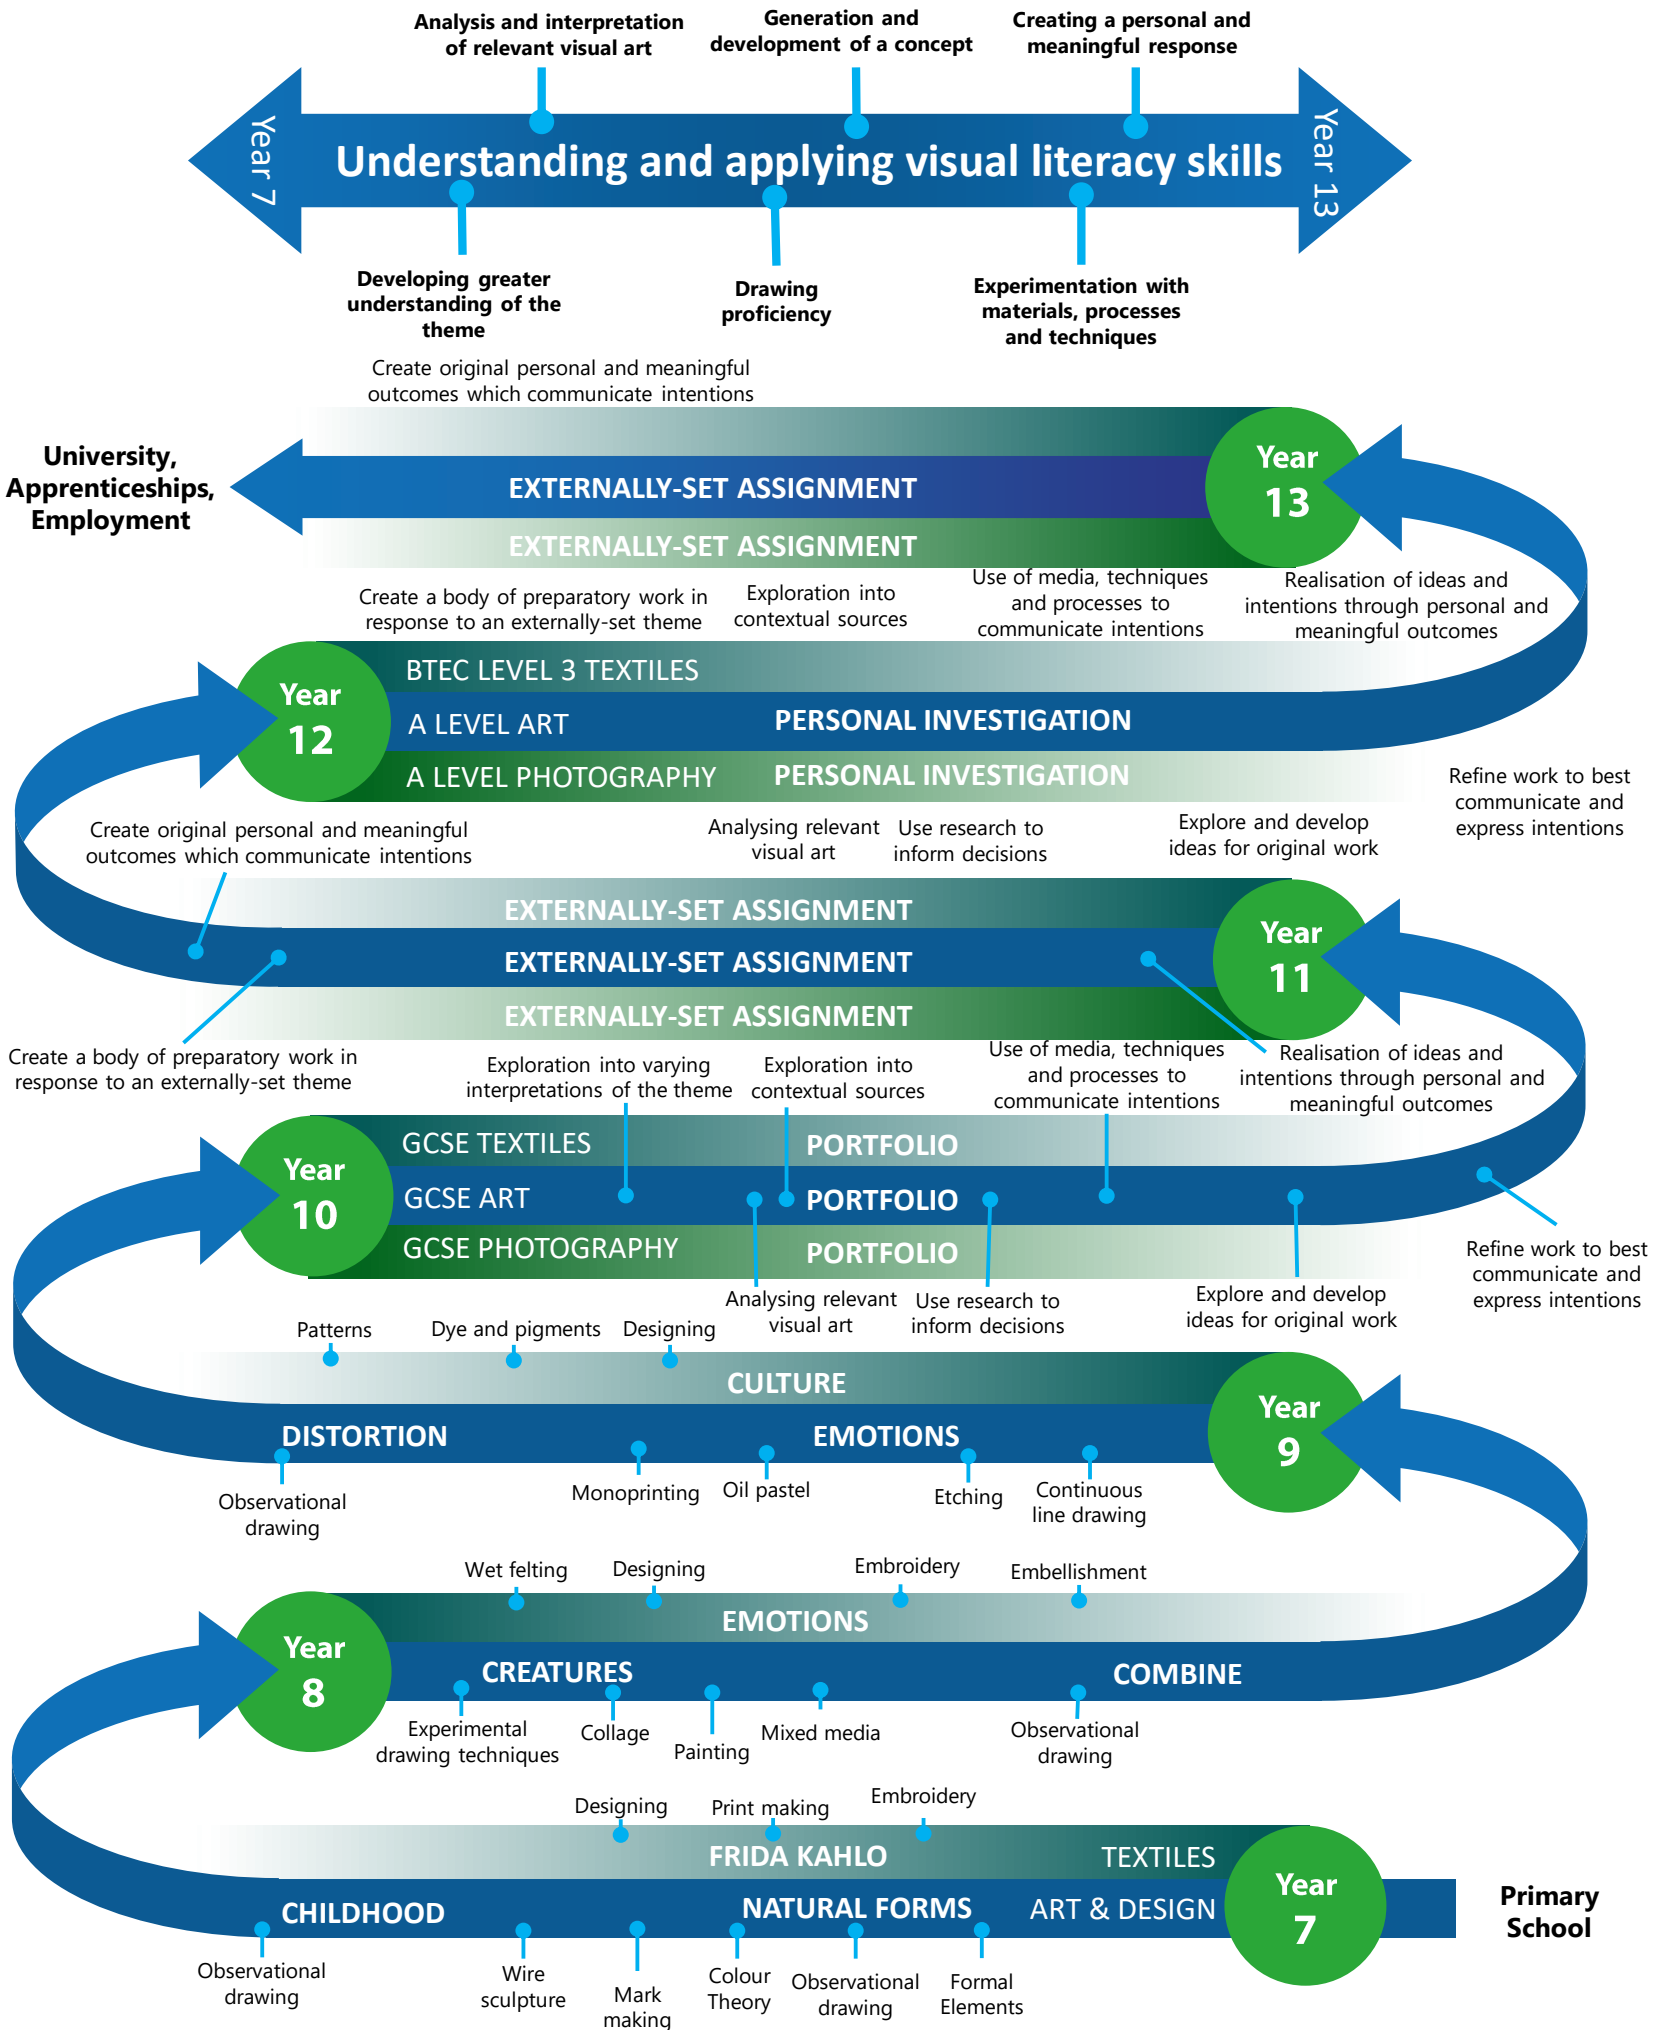 Analysis and interpretation
of relevant visual art
Generation and
development of a concept
Creating a personal and
meaningful response
Year 7
Understanding and applying visual literacy skills
Year 13
Developing greater
understanding of the
theme
Drawing
proficiency
Experimentation with
materials, processes
and techniques
Create original personal and meaningful
outcomes which communicate intentions
University,
Apprenticeships,
Employment
EXTERNALLY-SET ASSIGNMENT
Year
13
EXTERNALLY-SET ASSIGNMENT
Create a body of preparatory work in
response to an externally-set theme
Exploration into
contextual sources
Use of media, techniques
and processes to
communicate intentions
Realisation of ideas and
intentions through personal and
meaningful outcomes
Year
12
BTEC LEVEL 3 TEXTILES
A LEVEL ART
PERSONAL INVESTIGATION
A LEVEL PHOTOGRAPHY
PERSONAL INVESTIGATION
Refine work to best
communicate and
express intentions
Create original personal and meaningful
outcomes which communicate intentions
Analysing relevant
visual art
Use research to
inform decisions
Explore and develop
ideas for original work
EXTERNALLY-SET ASSIGNMENT
EXTERNALLY-SET ASSIGNMENT
EXTERNALLY-SET ASSIGNMENT
Year
11
Create a body of preparatory work in
response to an externally-set theme
Exploration into varying
interpretations of the theme
Exploration into
contextual sources
Use of media, techniques
and processes to
communicate intentions
Realisation of ideas and
intentions through personal and
meaningful outcomes
Year
10
GCSE TEXTILES
PORTFOLIO
GCSE ART
PORTFOLIO
GCSE PHOTOGRAPHY
PORTFOLIO
Refine work to best
communicate and
express intentions
Analysing relevant
visual art
Use research to
inform decisions
Explore and develop
ideas for original work
Patterns
Dye and pigments
Designing
CULTURE
DISTORTION
EMOTIONS
Year
9
Observational
drawing
Monoprinting
Oil pastel
Etching
Continuous
line drawing
Wet felting
Designing
Embroidery
Embellishment
Year
8
EMOTIONS
CREATURES
COMBINE
Experimental
drawing techniques
Collage
Painting
Mixed media
Observational
drawing
Designing
Print making
Embroidery
FRIDA KAHLO
TEXTILES
CHILDHOOD
NATURAL FORMS
ART & DESIGN
Year
7
Primary
School
Observational
drawing
Wire
sculpture
Mark
making
Colour
Theory
Observational
drawing
Formal
Elements